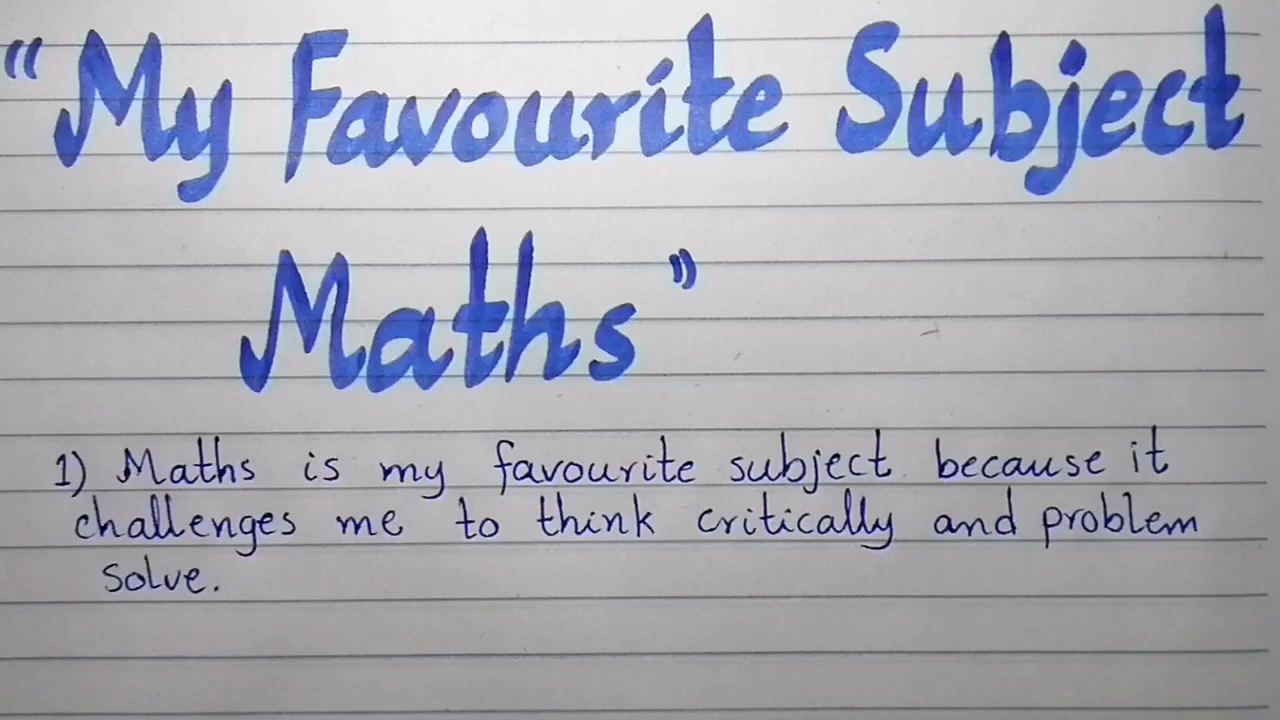 "My Favourite Subject
Maths"
1) Maths is my favourite subject because it
challenges me to think critically and problem
solve.